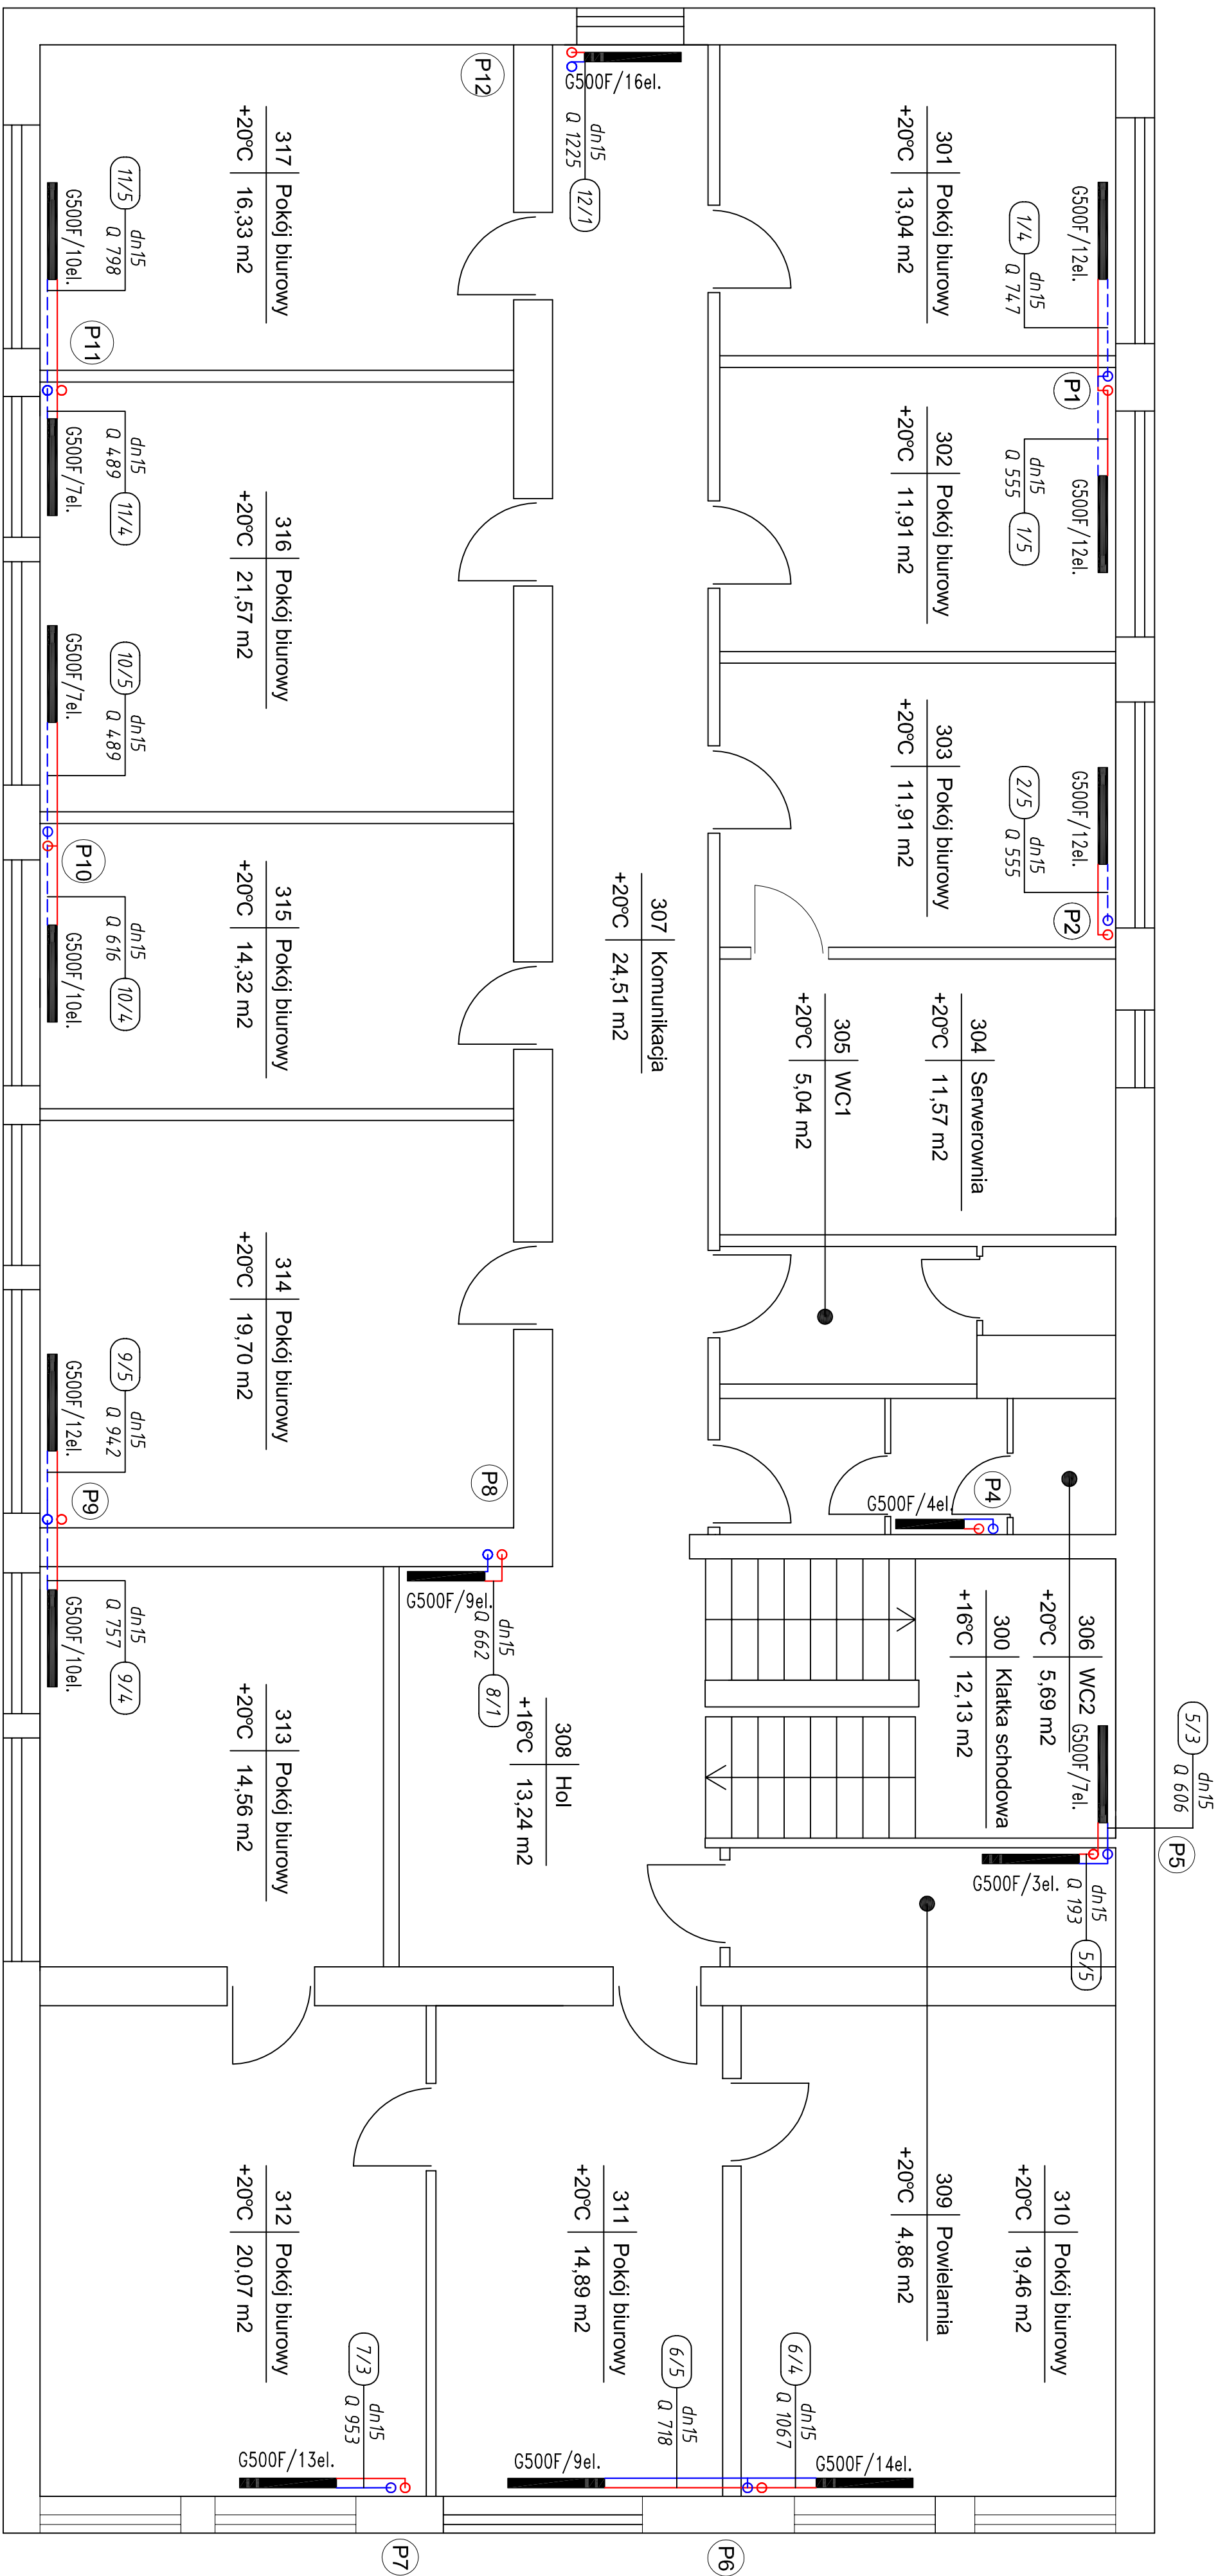 301 Pokój biurowy
+20°C 13,04 m2
G500F/12el.
1/4 dn15
Q 747
P1
302 Pokój biurowy
+20°C 11,91 m2
G500F/12el.
dn15 1/5
Q 555
303 Pokój biurowy
+20°C 11,91 m2
G500F/12el.
2/5 dn15
Q 555
P2
304 Serwerownia
+20°C 11,57 m2
305 WC1
+20°C 5,04 m2
P4
G500F/4el.
306 WC2
+20°C 5,69 m2
300 Klatka schodowa
+16°C 12,13 m2
G500F/7el.
5/3 dn15
Q 606
P5
G500F/3el.
dn15 5/5
Q 193
310 Pokój biurowy
+20°C 19,46 m2
309 Powielarnia
+20°C 4,86 m2
6/4 dn15
Q 1067
G500F/14el.
P6
G500F/16el.
dn15 12/1
Q 1225
P12
307 Komunikacja
+20°C 24,51 m2
308 Hol
+16°C 13,24 m2
P8
G500F/9el.
dn15 8/1
Q 662
311 Pokój biurowy
+20°C 14,89 m2
6/5 dn15
Q 718
G500F/9el.
317 Pokój biurowy
+20°C 16,33 m2
11/5 dn15
Q 798
G500F/10el.
P11
316 Pokój biurowy
+20°C 21,57 m2
dn15 11/4
Q 489
G500F/7el.
10/5 dn15
Q 489
G500F/7el.
P10
315 Pokój biurowy
+20°C 14,32 m2
dn15 10/4
Q 616
G500F/10el.
314 Pokój biurowy
+20°C 19,70 m2
9/5 dn15
Q 942
G500F/12el.
P9
313 Pokój biurowy
+20°C 14,56 m2
dn15 9/4
Q 757
G500F/10el.
312 Pokój biurowy
+20°C 20,07 m2
7/3 dn15
Q 953
G500F/13el.
P7